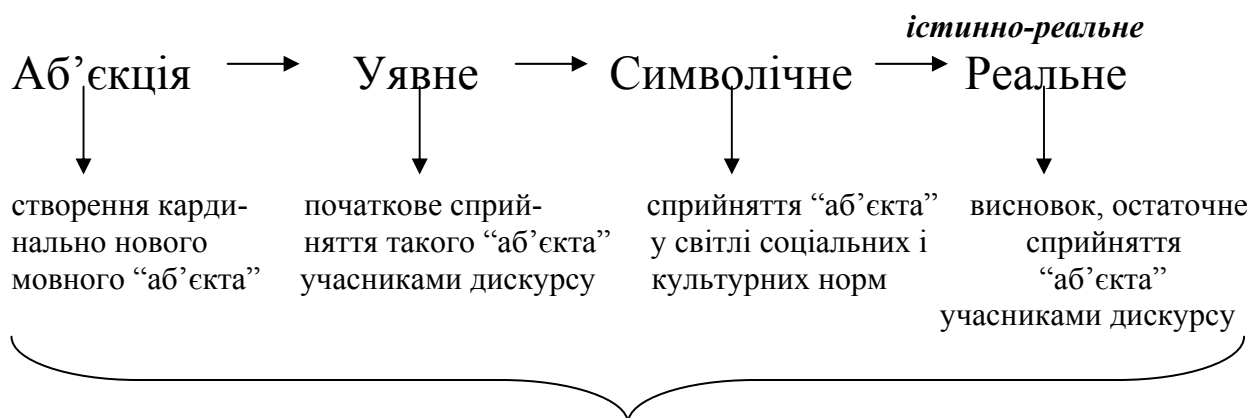 істинно-реальне
Аб’єкція Уявне Символічне Реальне
створення карди-
нально нового
мовного “аб’єкта”
початкове сприй-
няття такого “аб’єкта”
учасниками дискурсу
сприйняття “аб’єкта”
у світлі соціальних і
культурних норм
висновок, остаточне
сприйняття
“аб’єкта”
учасниками дискурсу